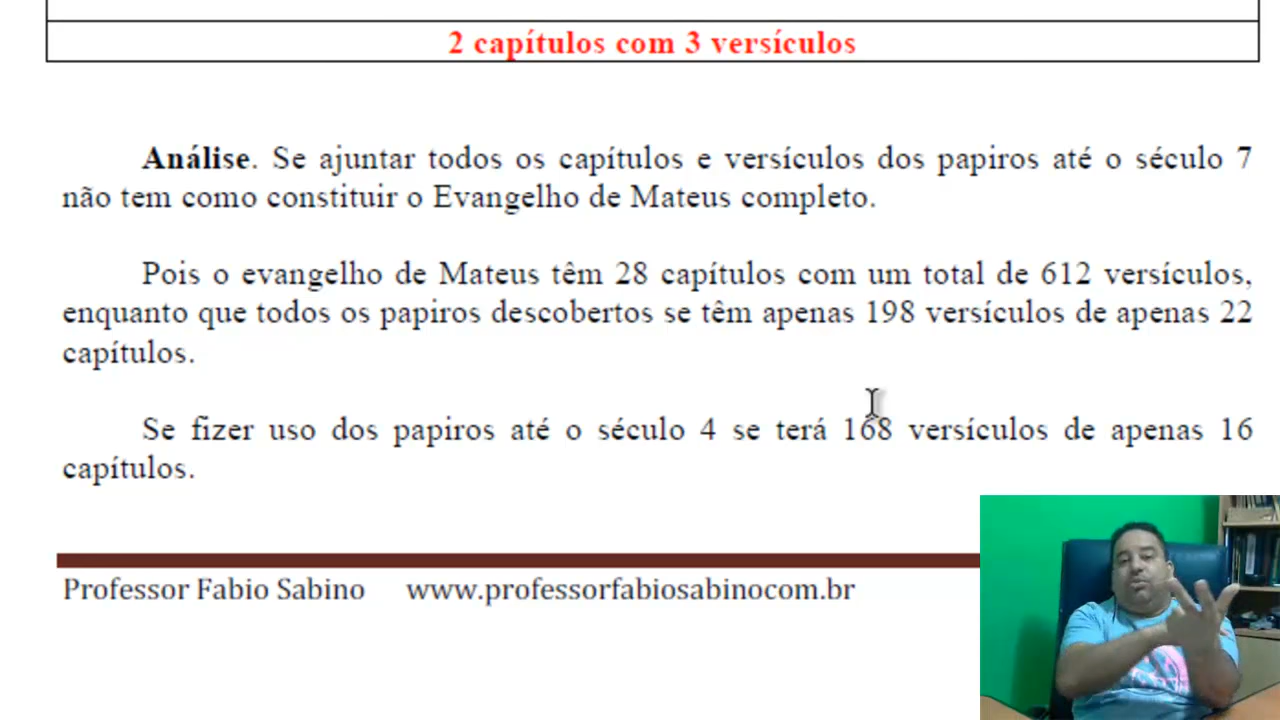 2 capítulos com 3 versículos
Análise. Se ajuntar todos os capítulos e versículos dos papiros até o século 7
não tem como constituir o Evangelho de Mateus completo.
Pois o evangelho de Mateus têm 28 capítulos com um total de 612 versículos,
enquanto que todos os papiros descobertos se têm apenas 198 versículos de apenas 22
capítulos.
Se fizer uso dos papiros até o século 4 se terá 168 versículos de apenas 16
capítulos.
Professor Fabio Sabino www.professorfabiosabinocom.br